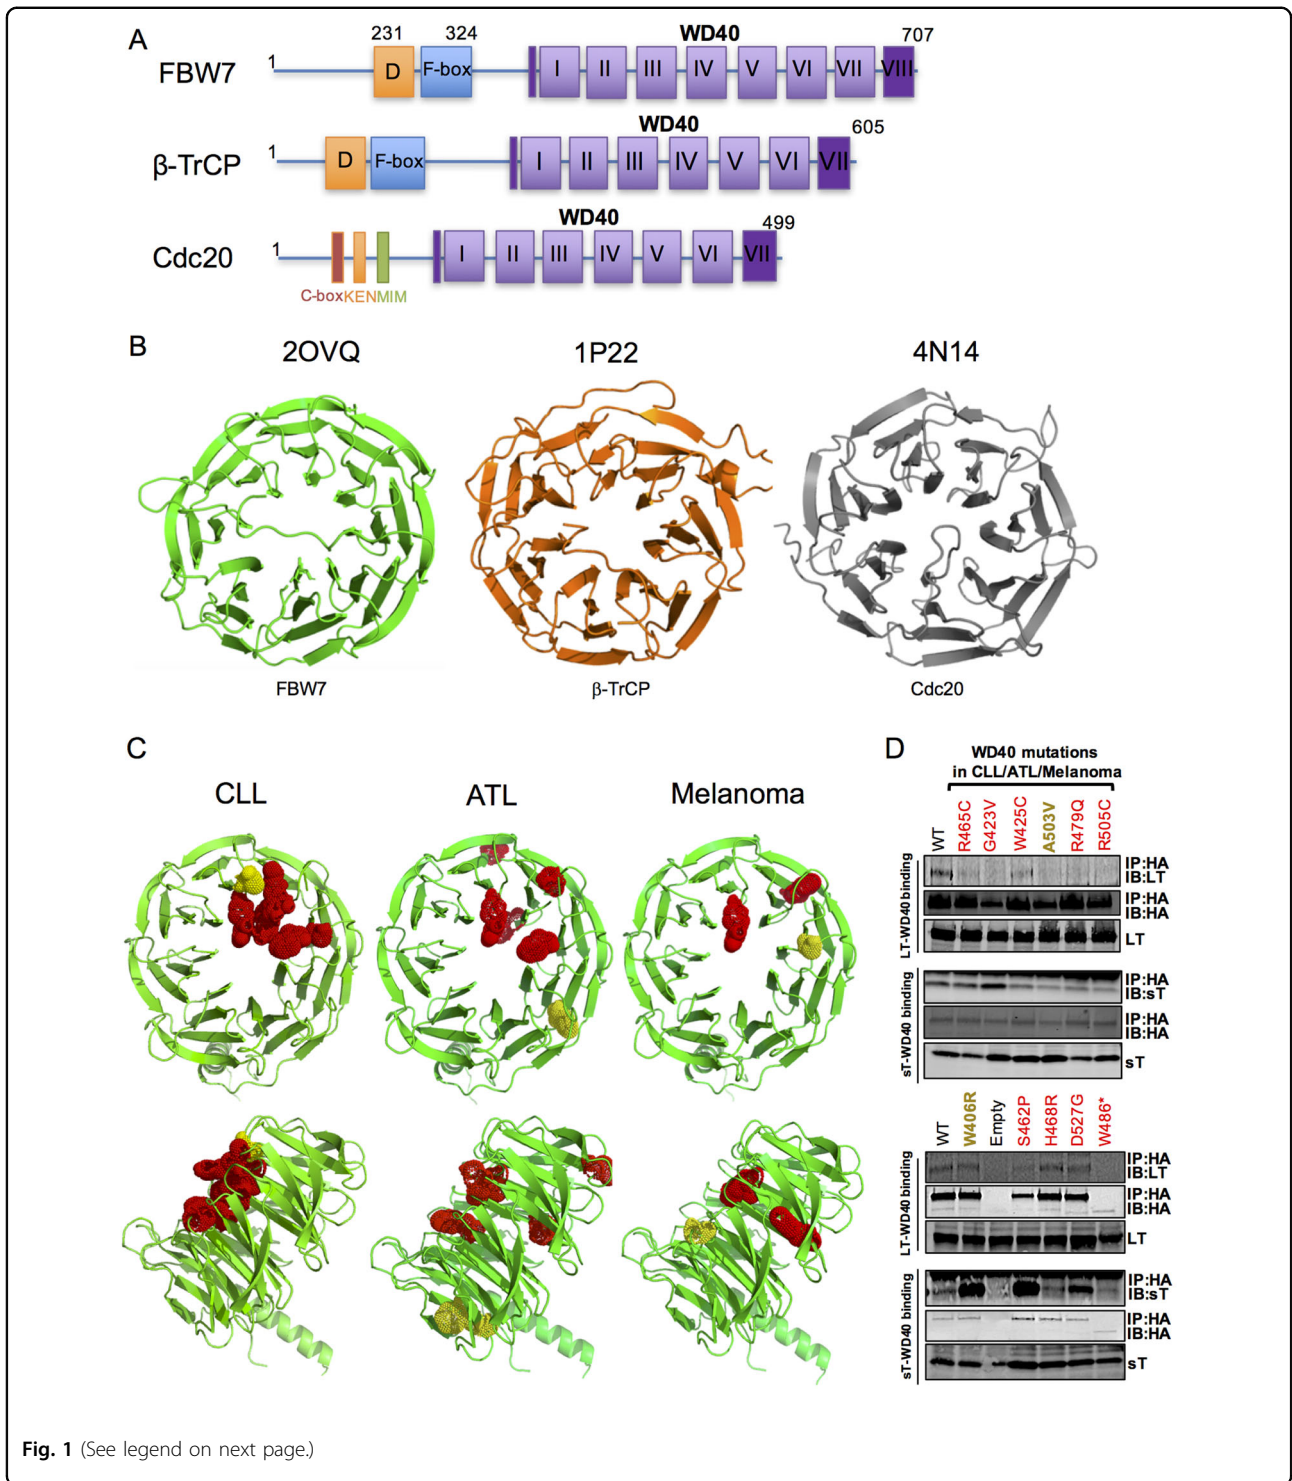 A
231 324 WD40 707
FBW7 1 D F-box I II III IV V VI VII VIII
WD40 605
β-TrCP 1 D F-box I II III IV V VI VII
WD40 499
Cdc20 1 I II III IV V VI VII
C-box KEN MIM
B
2OVQ 1P22 4N14
FBW7 β-TrCP Cdc20
C
CLL ATL Melanoma
D
WD40 mutations
in CLL/ATL/Melanoma
WT R465C G423V W425C A503V R479Q R505C
LT-WD40 binding
IP:HA
IB:LT
IP:HA
IB:HA
LT
sT-WD40 binding
IP:HA
IB:sT
IP:HA
IB:HA
sT
WT W406R Empty S462P H468R D527G W486*
LT-WD40 binding
IP:HA
IB:LT
IP:HA
IB:HA
LT
sT-WD40 binding
IP:HA
IB:sT
IP:HA
IB:HA
sT
Fig. 1 (See legend on next page.)